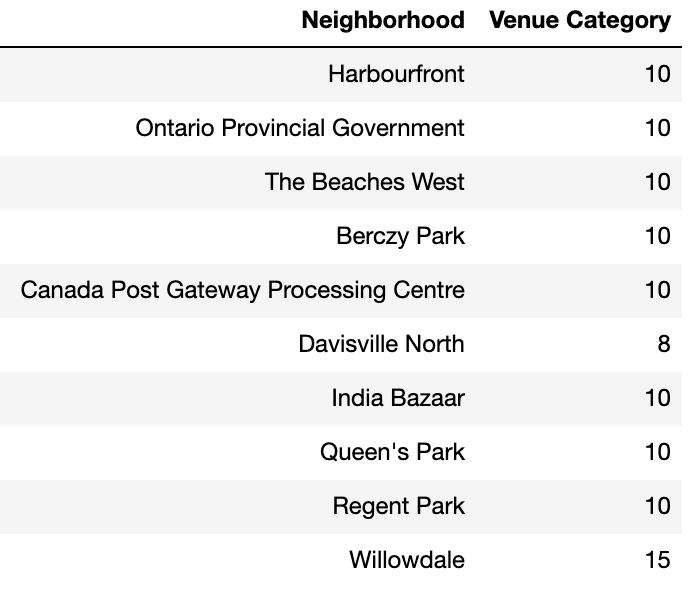 Neighborhood Venue Category
Harbourfront 10
Ontario Provincial Government 10
The Beaches West 10
Berczy Park 10
Canada Post Gateway Processing Centre 10
Davisville North 8
India Bazaar 10
Queen's Park 10
Regent Park 10
Willowdale 15